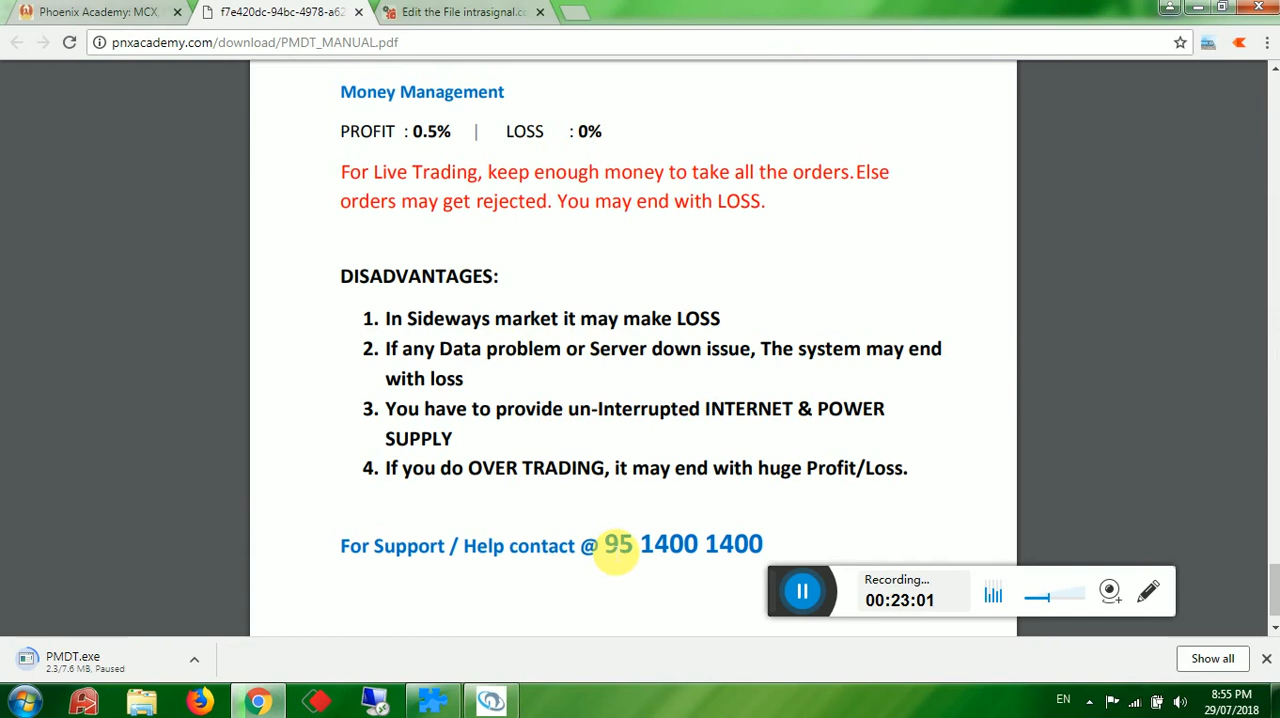 Phoenix Academy: MCX,
f7e420dc-94bc-4978-a62
Edit the File intrasignal.co
pnxacademy.com/download/PMDT_MANUAL.pdf
Money Management
PROFIT : 0.5% | LOSS : 0%
For Live Trading, keep enough money to take all the orders.Else
orders may get rejected. You may end with LOSS.
DISADVANTAGES:
1. In Sideways market it may make LOSS
2. If any Data problem or Server down issue, The system may end
with loss
3. You have to provide un-Interrupted INTERNET & POWER
SUPPLY
4. If you do OVER TRADING, it may end with huge Profit/Loss.
For Support / Help contact @ 95 1400 1400
Recording...
00:23:01
PMDT.exe
2.3/7.6 MB, Paused
Show all
EN
8:55 PM
29/07/2018